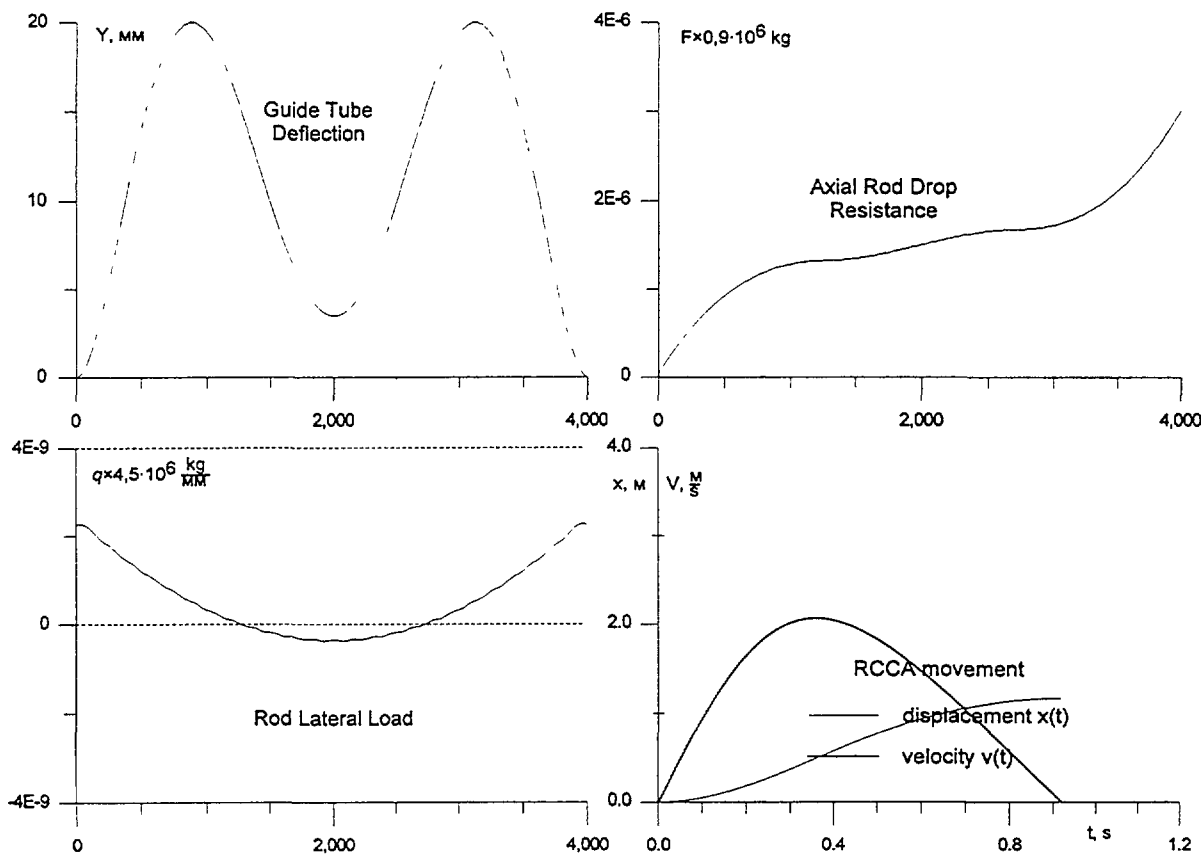 20
Y, мм
Guide Tube
Deflection
10
0
0
2,000
4,000
4E-6
F×0,9·10⁶ kg
Axial Rod Drop
Resistance
2E-6
0
0
2,000
4,000
4E-9
q×4,5·10⁶ kg/мм
0
Rod Lateral Load
-4E-9
0
2,000
4,000
4.0
x, м
V, м/s
2.0
RCCA movement
displacement x(t)
velocity v(t)
0.0
0.0
0.4
0.8
t, s
1.2